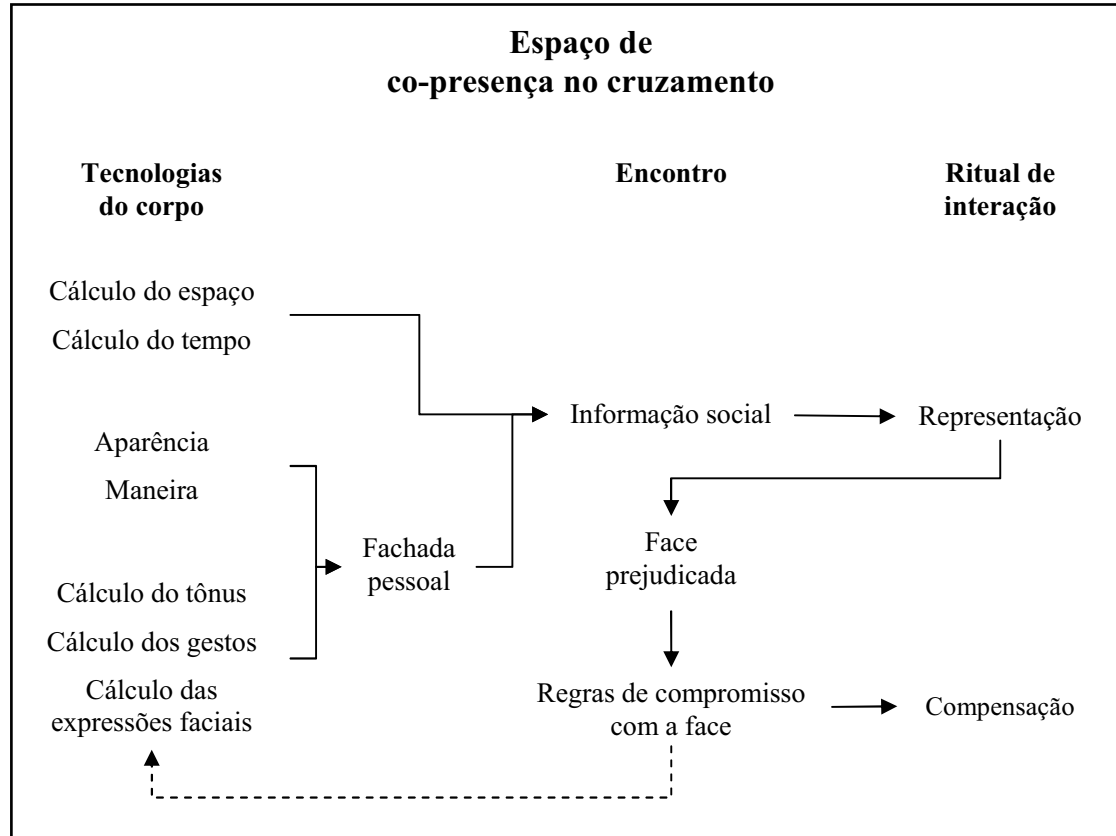 Espaço de
co-presença no cruzamento
Tecnologias
do corpo
Encontro
Ritual de
interação
Cálculo do espaço
Cálculo do tempo
Informação social
Representação
Aparência
Maneira
Fachada
pessoal
Face
prejudicada
Cálculo do tônus
Cálculo dos gestos
Cálculo das
expressões faciais
Regras de compromisso
com a face
Compensação